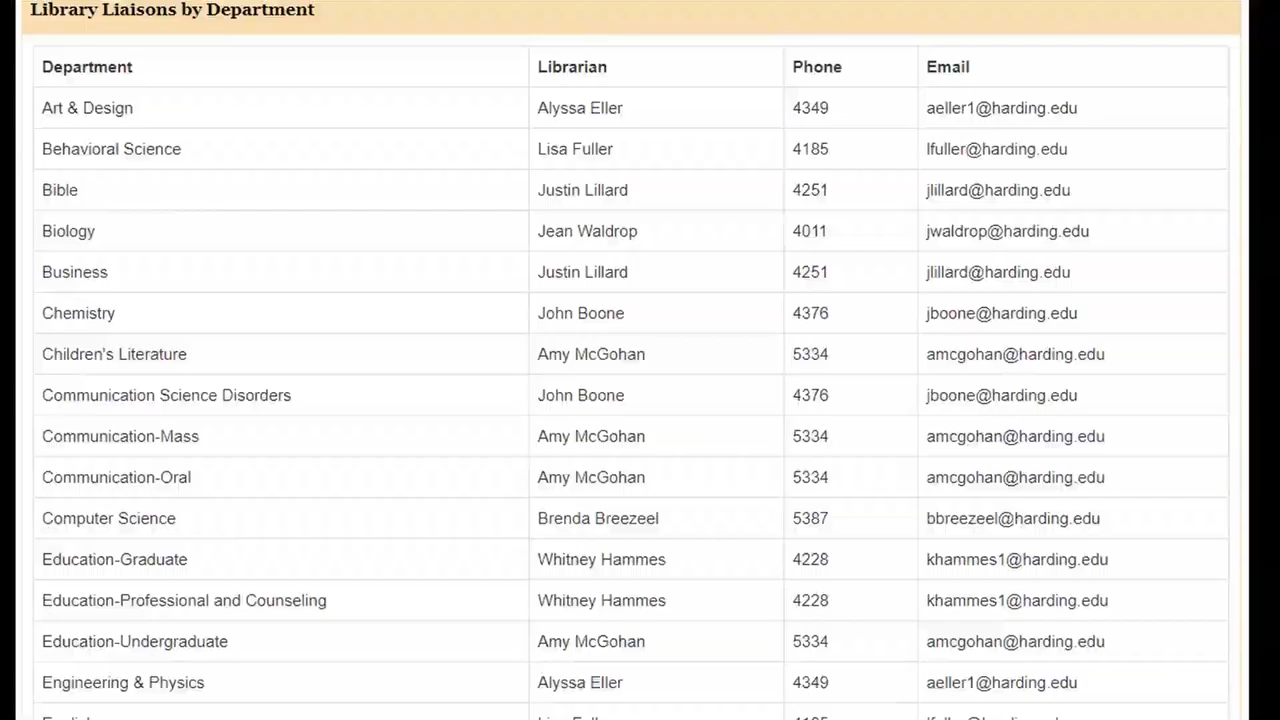 Library Liaisons by Department
Department Librarian Phone Email
Art & Design Alyssa Eller 4349 aeller1@harding.edu
Behavioral Science Lisa Fuller 4185 lfuller@harding.edu
Bible Justin Lillard 4251 jlillard@harding.edu
Biology Jean Waldrop 4011 jwaldrop@harding.edu
Business Justin Lillard 4251 jlillard@harding.edu
Chemistry John Boone 4376 jboone@harding.edu
Children's Literature Amy McGohan 5334 amcgohan@harding.edu
Communication Science Disorders John Boone 4376 jboone@harding.edu
Communication-Mass Amy McGohan 5334 amcgohan@harding.edu
Communication-Oral Amy McGohan 5334 amcgohan@harding.edu
Computer Science Brenda Breezeel 5387 bbreezeel@harding.edu
Education-Graduate Whitney Hammes 4228 khammes1@harding.edu
Education-Professional and Counseling Whitney Hammes 4228 khammes1@harding.edu
Education-Undergraduate Amy McGohan 5334 amcgohan@harding.edu
Engineering & Physics Alyssa Eller 4349 aeller1@harding.edu